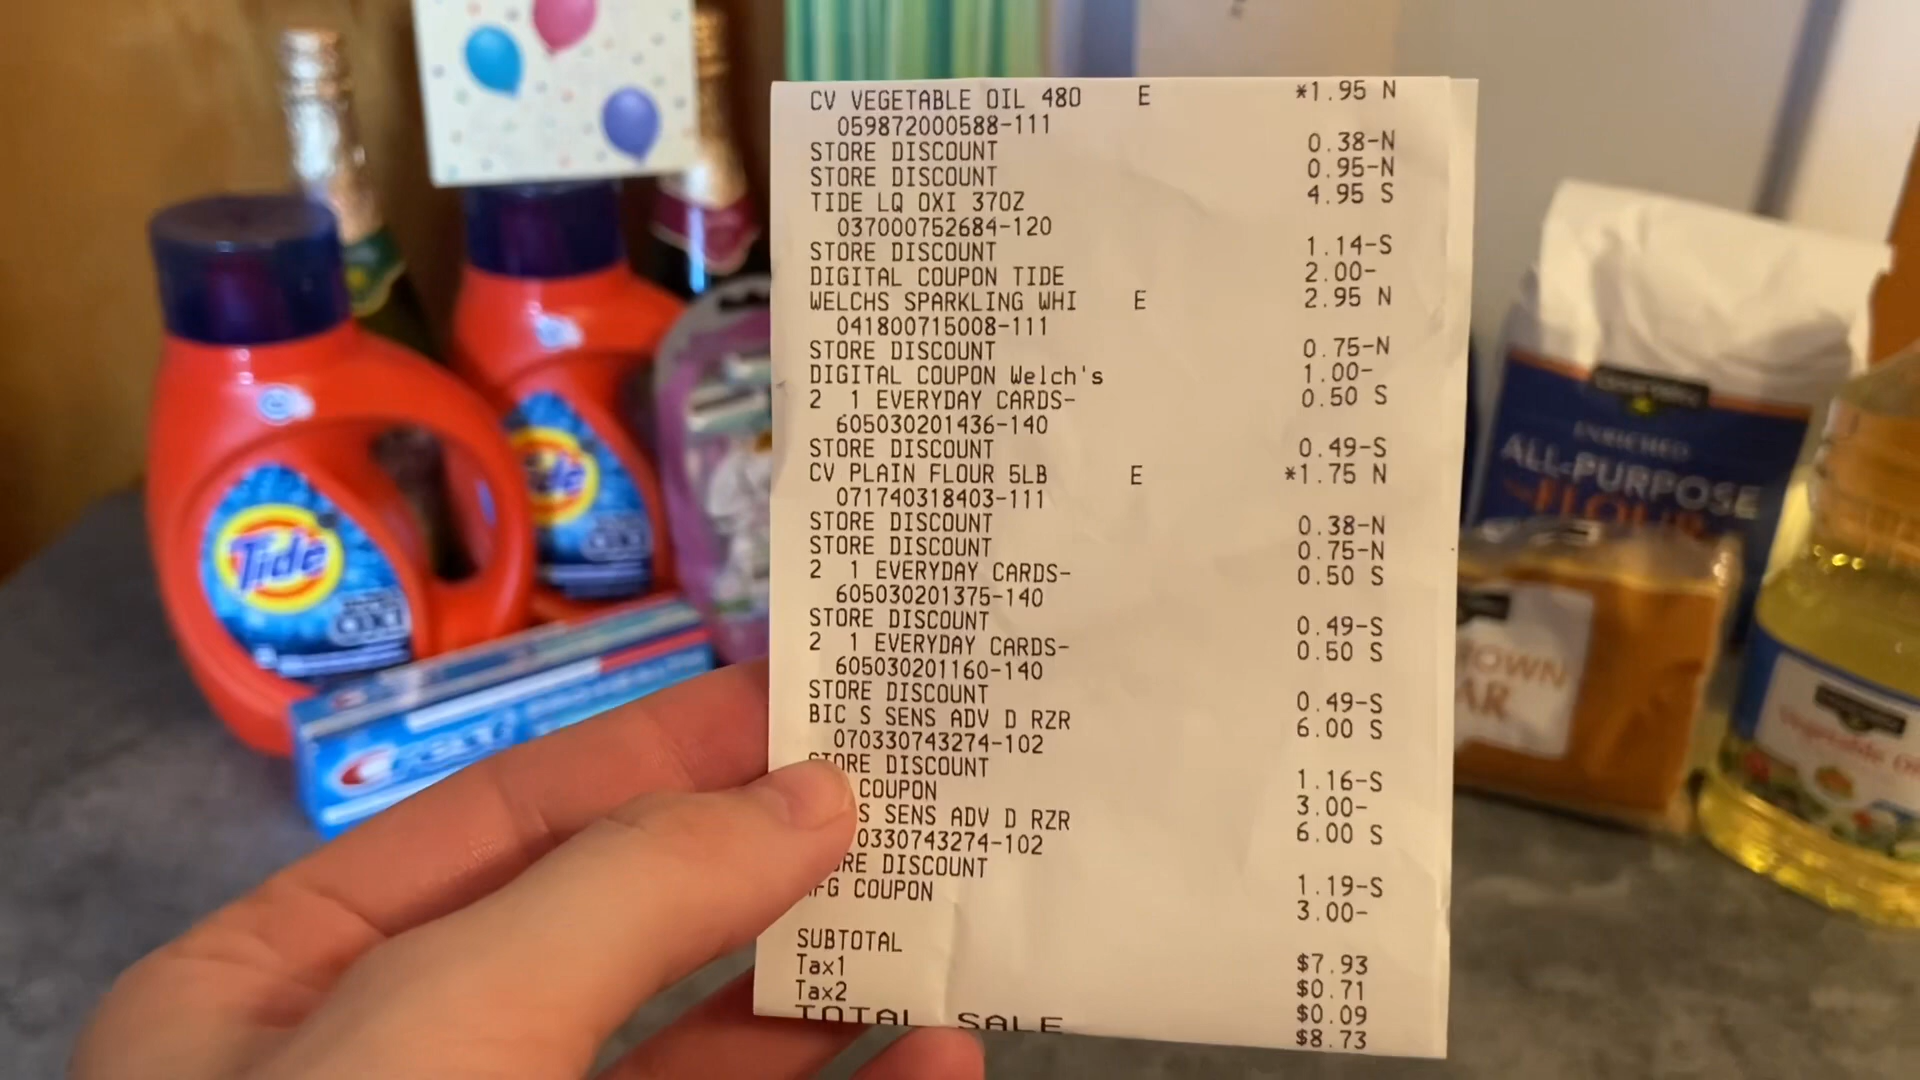 CV VEGETABLE OIL 480 E *1.95 N
059872000588-111
STORE DISCOUNT 0.38-N
STORE DISCOUNT 0.95-N
TIDE LQ OXI 37OZ 4.95 S
037000752684-120
STORE DISCOUNT 1.14-S
DIGITAL COUPON TIDE 2.00-
WELCHS SPARKLING WHI E 2.95 N
041800715008-111
STORE DISCOUNT 0.75-N
DIGITAL COUPON Welch's 1.00-
2 1 EVERYDAY CARDS- 0.50 S
605030201436-140
STORE DISCOUNT 0.49-S
CV PLAIN FLOUR 5LB E *1.75 N
071740318403-111
STORE DISCOUNT 0.38-N
STORE DISCOUNT 0.75-N
2 1 EVERYDAY CARDS- 0.50 S
605030201375-140
STORE DISCOUNT 0.49-S
2 1 EVERYDAY CARDS- 0.50 S
605030201160-140
STORE DISCOUNT 0.49-S
BIC S SENS ADV D RZR 6.00 S
070330743274-102
STORE DISCOUNT 1.16-S
COUPON 3.00-
S SENS ADV D RZR 6.00 S
0330743274-102
DISCOUNT 1.19-S
COUPON 3.00-
SUBTOTAL $7.93
Tax1 $0.71
Tax2 $0.09
TOTAL SALE $8.73
Tide
OXI
Tide
Crest
ENRICHED
ALL-PURPOSE
FLOUR
Vegetable